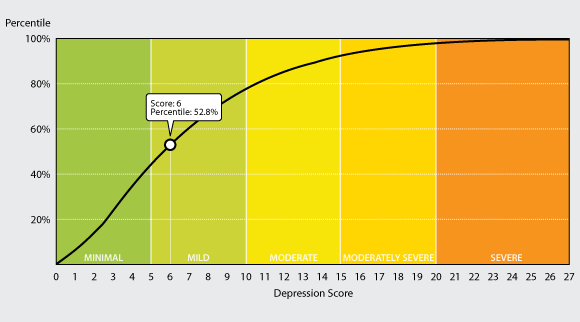 Percentile
100%
80%
Score: 6
Percentile: 52.8%
60%
40%
20%
MINIMAL MILD MODERATE MODERATELY SEVERE SEVERE
0 1 2 3 4 5 6 7 8 9 10 11 12 13 14 15 16 17 18 19 20 21 22 23 24 25 26 27
Depression Score